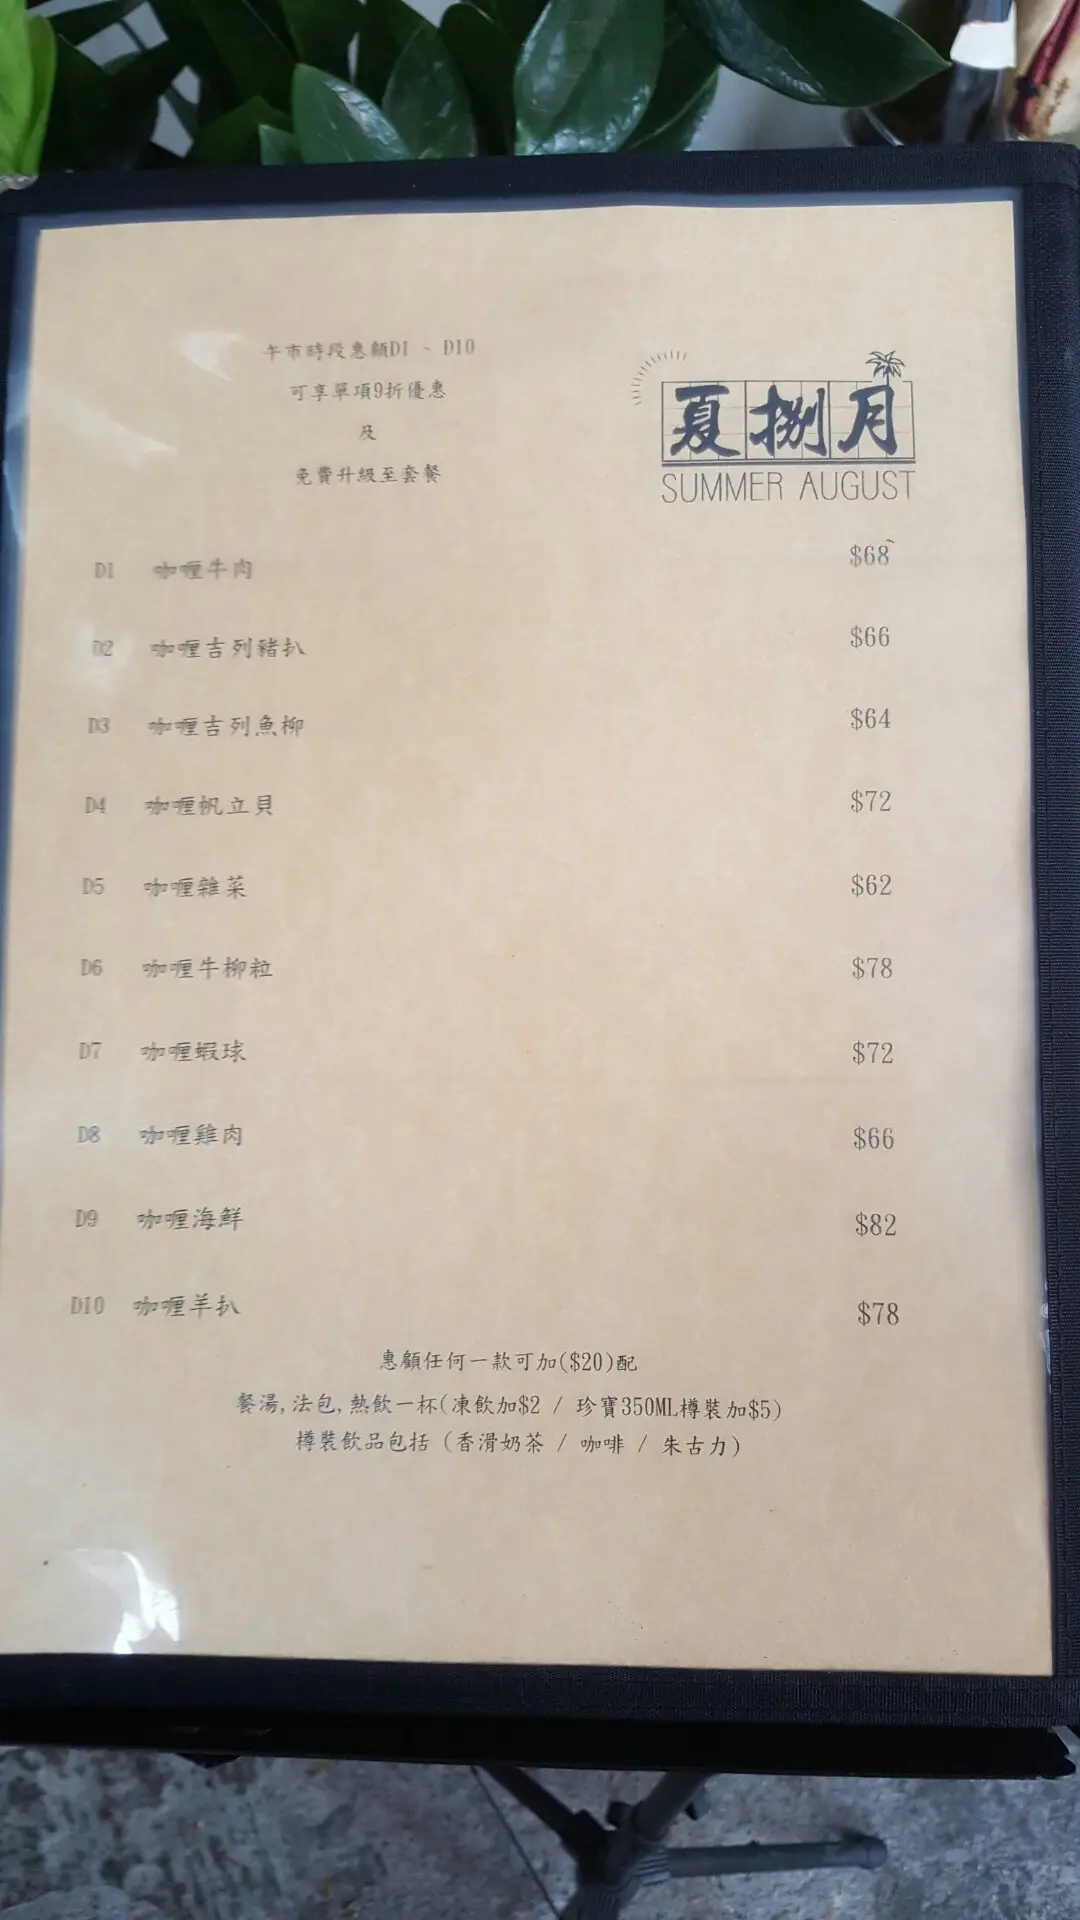 午市時段惠顧D1 ~ D10
可享單項9折優惠
及
免費升級至套餐
夏捌月
SUMMER AUGUST
D1 咖喱牛肉 $68
D2 咖喱吉列豬扒 $66
D3 咖喱吉列魚柳 $64
D4 咖喱帆立貝 $72
D5 咖喱雜菜 $62
D6 咖喱牛柳粒 $78
D7 咖喱蝦球 $72
D8 咖喱雞肉 $66
D9 咖喱海鮮 $82
D10 咖喱羊扒 $78
惠顧任何一款可加($20)配
餐湯,法包,熱飲一杯(凍飲加$2 / 珍寶350ML樽裝加$5)
樽裝飲品包括 (香滑奶茶 / 咖啡 / 朱古力)